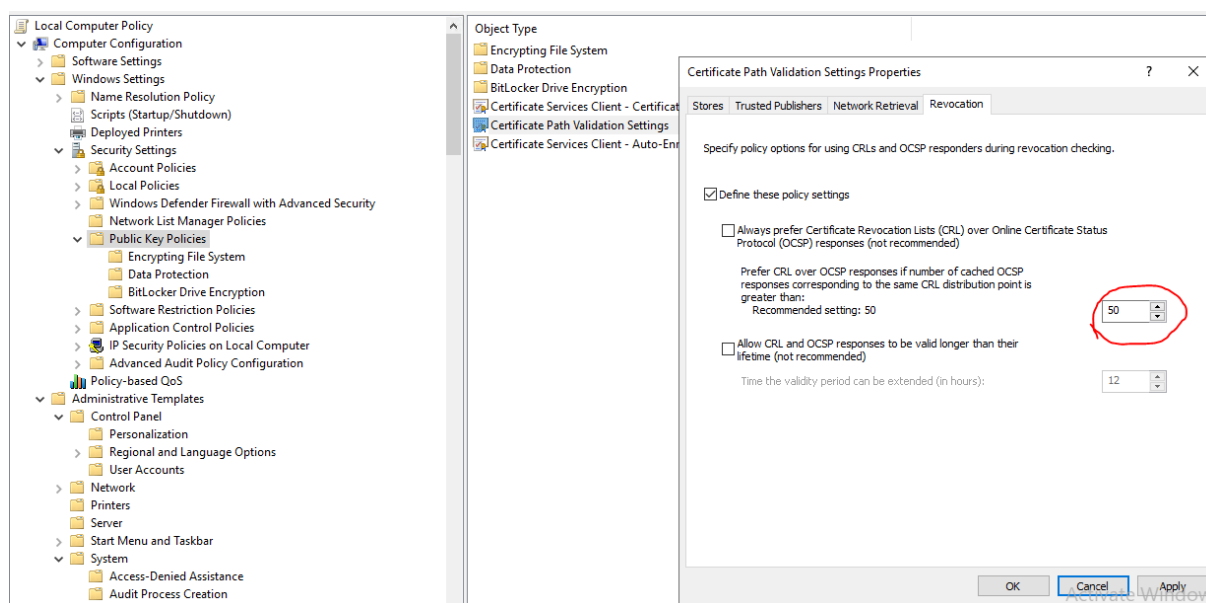 Local Computer Policy
Computer Configuration
Software Settings
Windows Settings
Name Resolution Policy
Scripts (Startup/Shutdown)
Deployed Printers
Security Settings
Account Policies
Local Policies
Windows Defender Firewall with Advanced Security
Network List Manager Policies
Public Key Policies
Encrypting File System
Data Protection
BitLocker Drive Encryption
Software Restriction Policies
Application Control Policies
IP Security Policies on Local Computer
Advanced Audit Policy Configuration
Policy-based QoS
Administrative Templates
Control Panel
Personalization
Regional and Language Options
User Accounts
Network
Printers
Server
Start Menu and Taskbar
System
Access-Denied Assistance
Audit Process Creation
Object Type
Encrypting File System
Data Protection
BitLocker Drive Encryption
Certificate Services Client - Certificat
Certificate Path Validation Settings
Certificate Services Client - Auto-Enr
Certificate Path Validation Settings Properties
? X
Stores Trusted Publishers Network Retrieval Revocation
Specify policy options for using CRLs and OCSP responders during revocation checking.
Define these policy settings
Always prefer Certificate Revocation Lists (CRL) over Online Certificate Status
Protocol (OCSP) responses (not recommended)
Prefer CRL over OCSP responses if number of cached OCSP
responses corresponding to the same CRL distribution point is
greater than:
Recommended setting: 50
50
Allow CRL and OCSP responses to be valid longer than their
lifetime (not recommended)
Time the validity period can be extended (in hours):
12
OK Cancel Apply
Activate Window